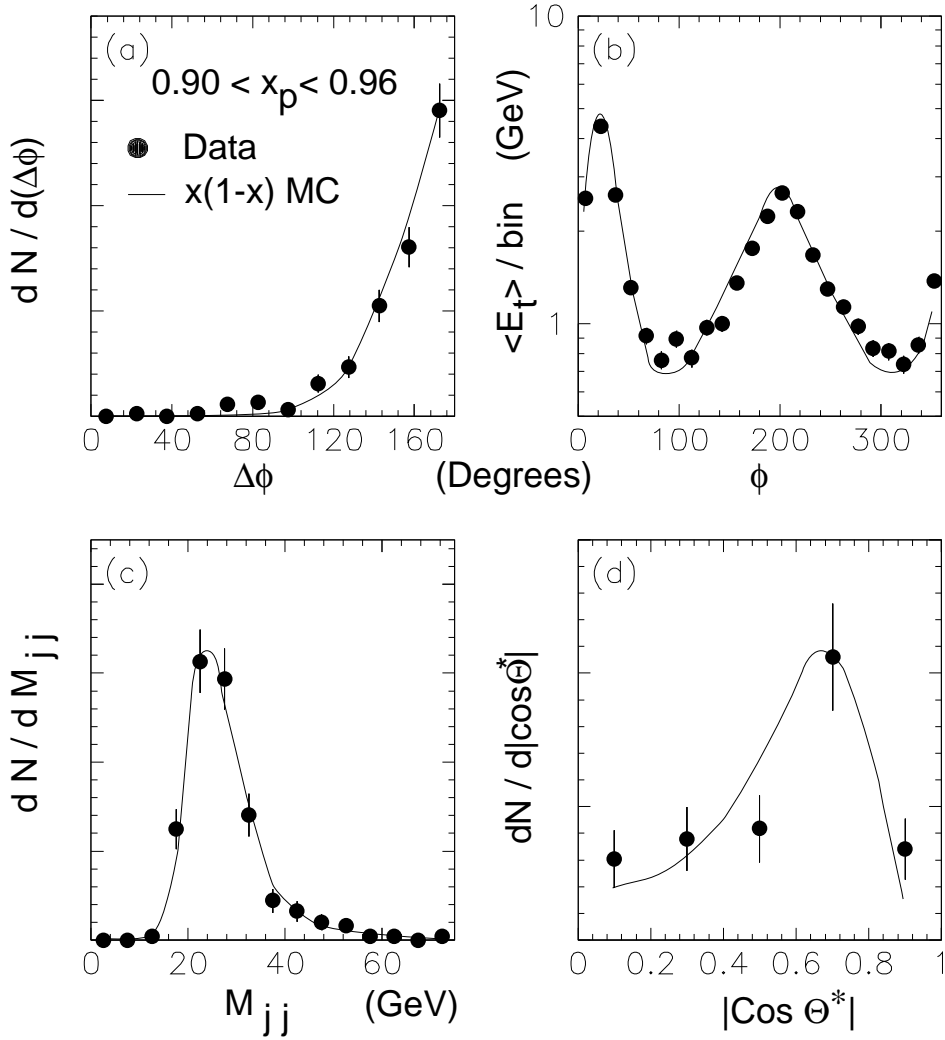 (a)
0.90 < x_p < 0.96
Data
x(1-x) MC
d N / d(Δϕ)
0 40 80 120 160
Δϕ
(Degrees)
(b)
<E_t> / bin (GeV)
10
1
0 100 200 300
ϕ
(c)
d N / d M_jj
0 20 40 60
M_jj (GeV)
(d)
dN / d|cosΘ*|
0 0.2 0.4 0.6 0.8 1
|Cos Θ*|